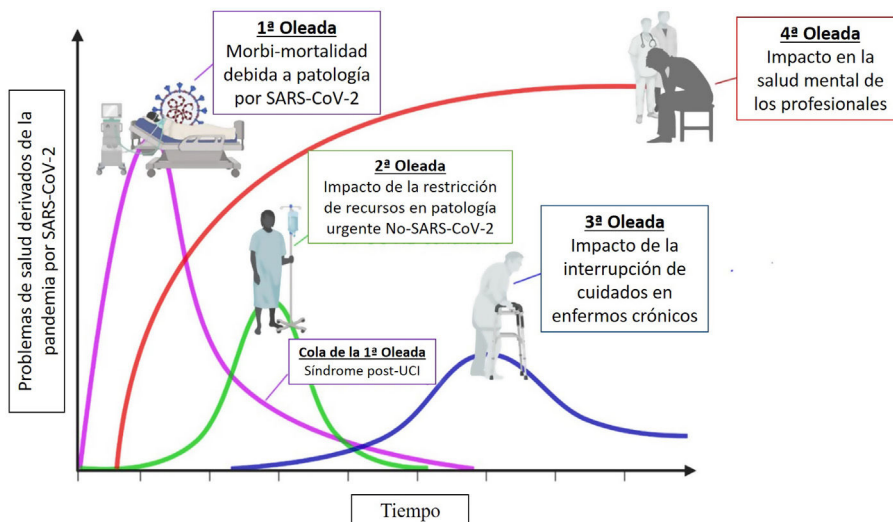 1ª Oleada
Morbi-mortalidad
debida a patología
por SARS-CoV-2
4ª Oleada
Impacto en la
salud mental de
los profesionales
2ª Oleada
Impacto de la restricción
de recursos en patología
urgente No-SARS-CoV-2
3ª Oleada
Impacto de la
interrupción de
cuidados en
enfermos crónicos
Cola de la 1ª Oleada
Síndrome post-UCI
Problemas de salud derivados de la
pandemia por SARS-CoV-2
Tiempo